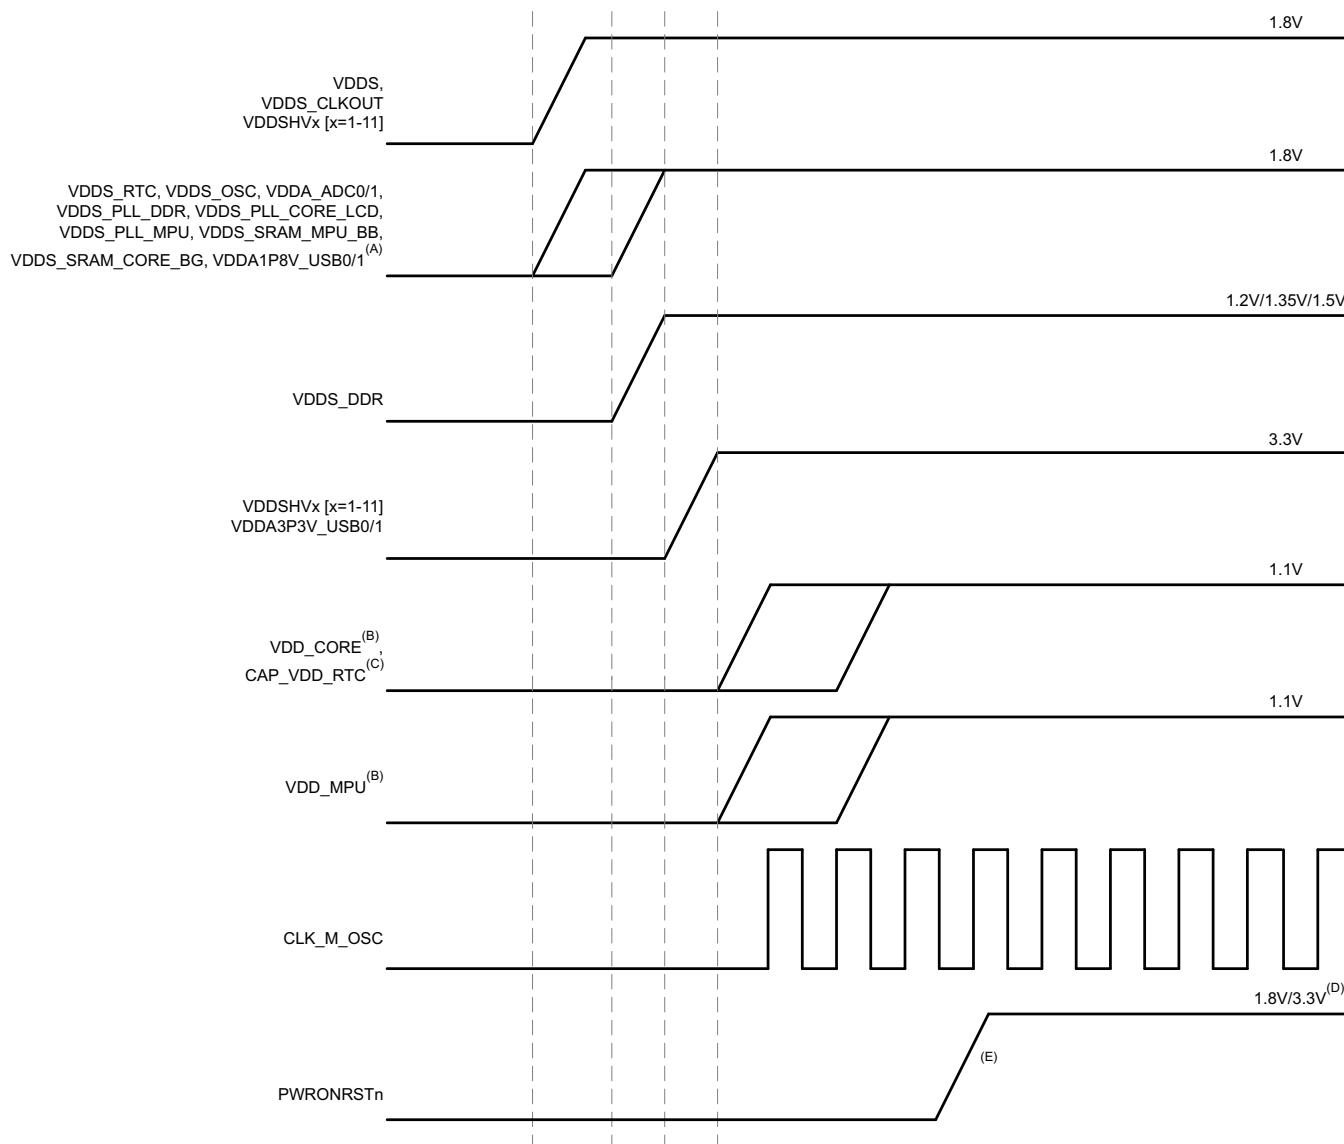 1.8V
VDDS,
VDDS_CLKOUT
VDDSHVx [x=1-11]
1.8V
VDDS_RTC, VDDS_OSC, VDDA_ADC0/1,
VDDS_PLL_DDR, VDDS_PLL_CORE_LCD,
VDDS_PLL_MPU, VDDS_SRAM_MPU_BB,
VDDS_SRAM_CORE_BG, VDDA1P8V_USB0/1(A)
1.2V/1.35V/1.5V
VDDS_DDR
3.3V
VDDSHVx [x=1-11]
VDDA3P3V_USB0/1
1.1V
VDD_CORE(B),
CAP_VDD_RTC(C)
1.1V
VDD_MPU(B)
CLK_M_OSC
1.8V/3.3V(D)
(E)
PWRONRSTn